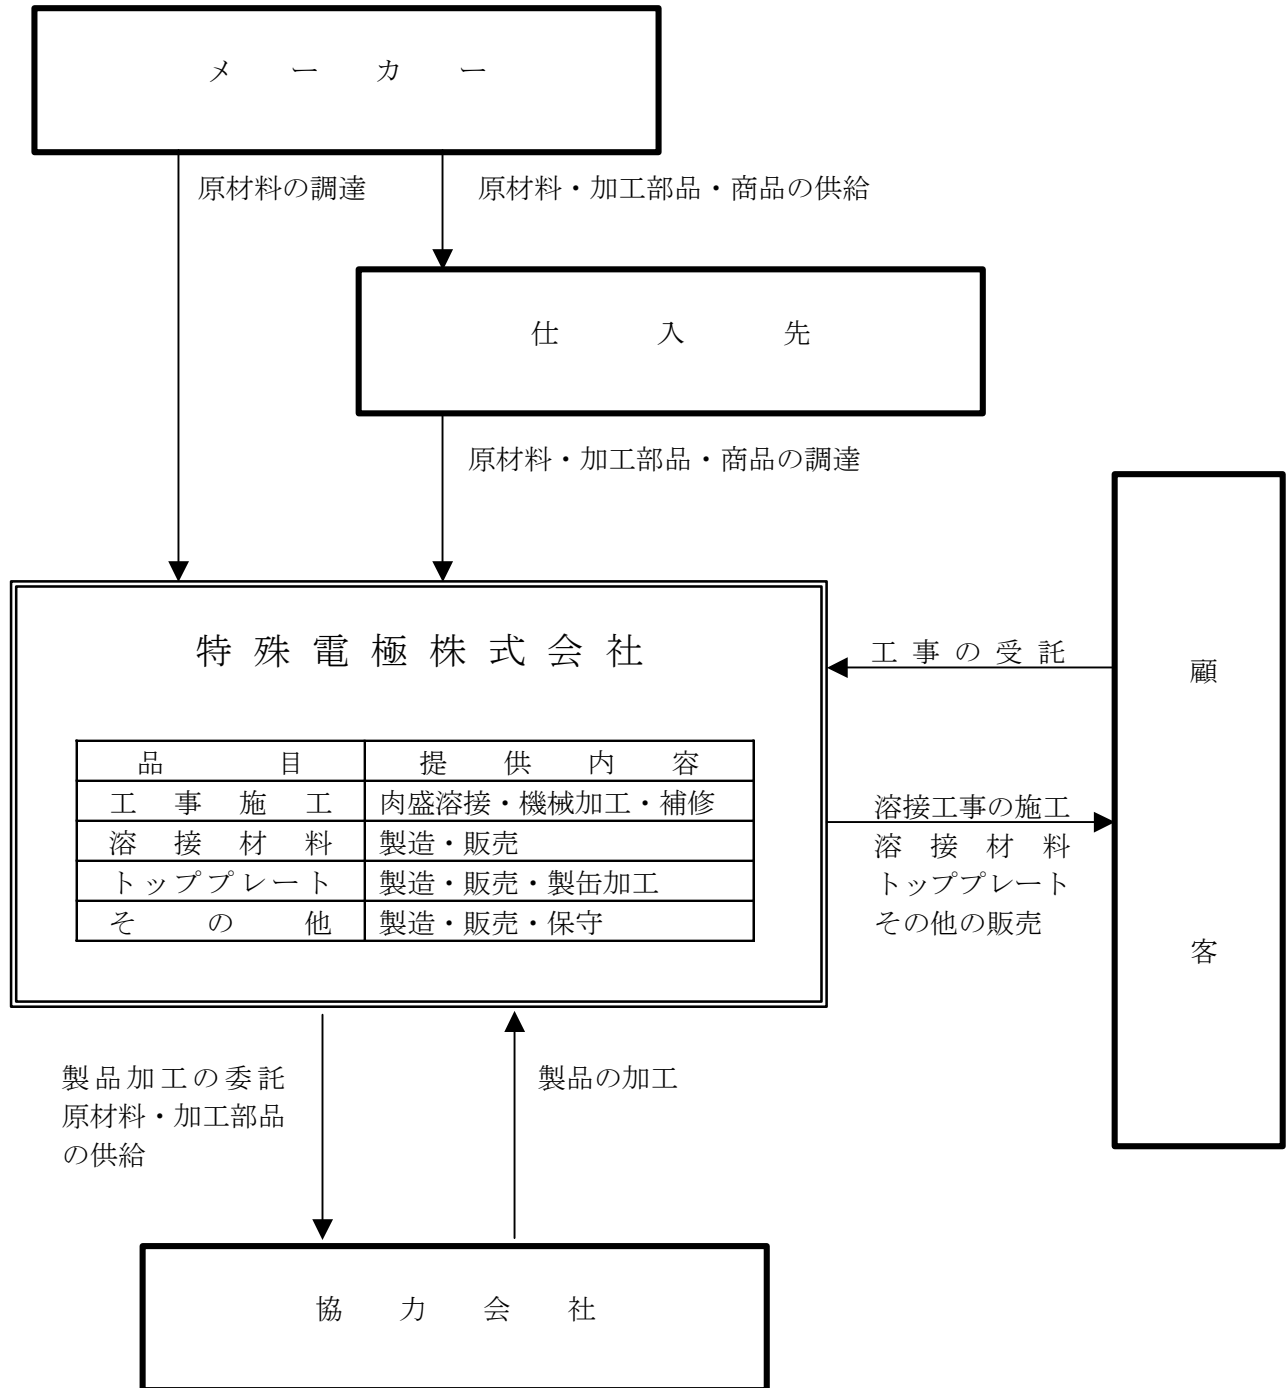 メーカー
原材料の調達
原材料・加工部品・商品の供給
仕入先
原材料・加工部品・商品の調達
特殊電極株式会社
品目 提供内容
工事施工 肉盛溶接・機械加工・補修
溶接材料 製造・販売
トッププレート 製造・販売・製缶加工
その他 製造・販売・保守
工事の受託
溶接工事の施工
溶接材料
トッププレート
その他の販売
顧客
製品加工の委託
原材料・加工部品
の供給
製品の加工
協力会社